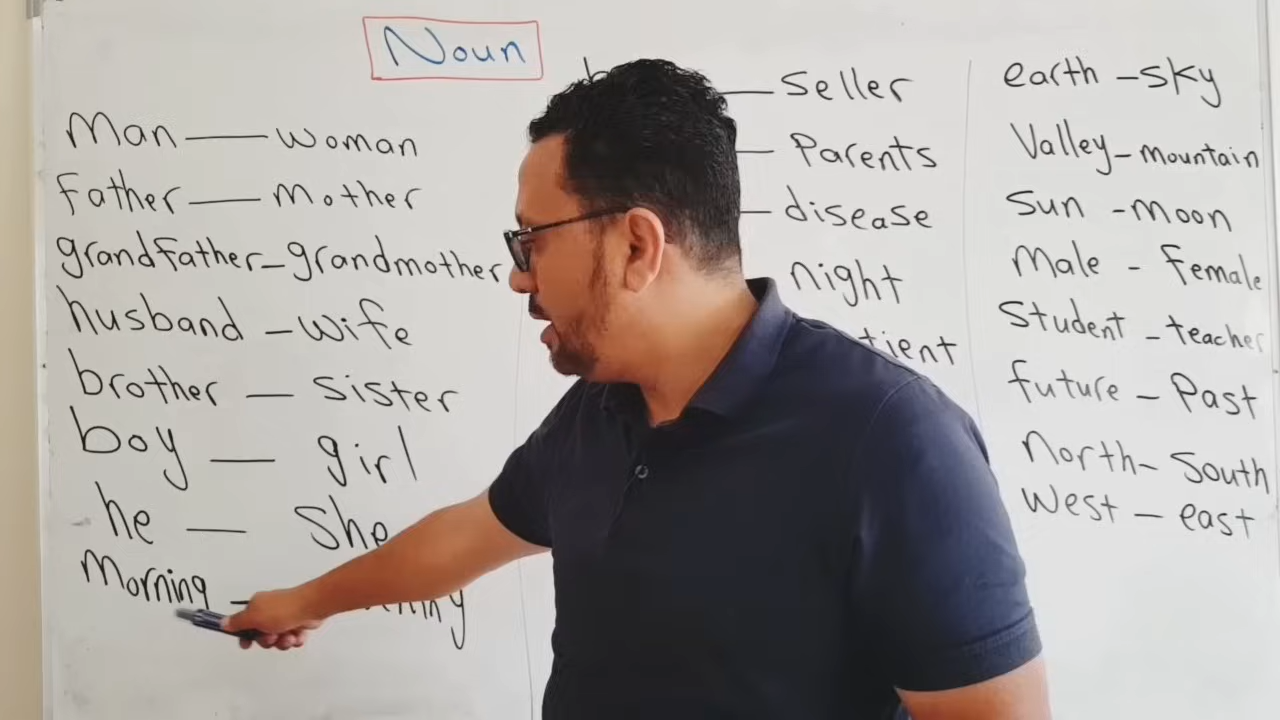 Noun
Man — woman
Father — Mother
grandfather - grandmother
husband - wife
brother — sister
boy — girl
he — She
Morning -
— Seller
— Parents
— disease
night
earth - sky
Valley - mountain
Sun - moon
Male - Female
Student - teacher
future - Past
North - South
West - east